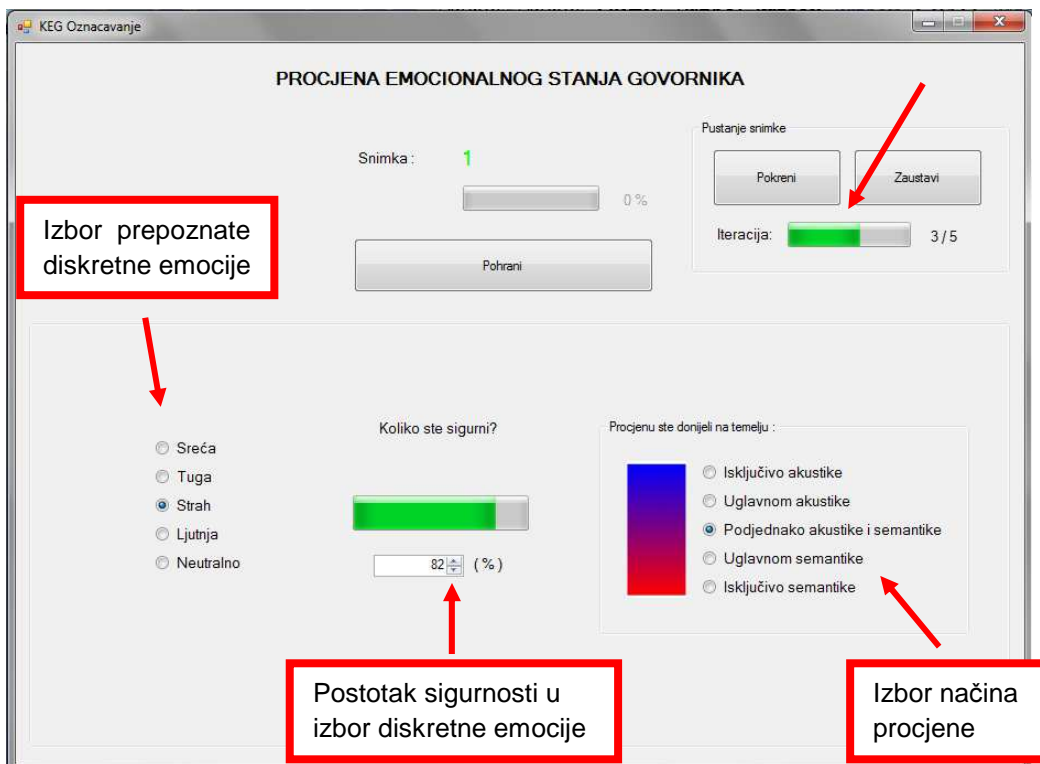 KEG Oznacavanje
PROCJENA EMOCIONALNOG STANJA GOVORNIKA
Snimka :
1
0 %
Pohrani
Pustanje snimke
Pokreni
Zaustavi
Iteracija:
3 / 5
Izbor prepoznate
diskretne emocije
Sreća
Tuga
Strah
Ljutnja
Neutralno
Koliko ste sigurni?
82
( % )
Procjenu ste donijeli na temelju :
Isključivo akustike
Uglavnom akustike
Podjednako akustike i semantike
Uglavnom semantike
Isključivo semantike
Postotak sigurnosti u
izbor diskretne emocije
Izbor načina
procjene